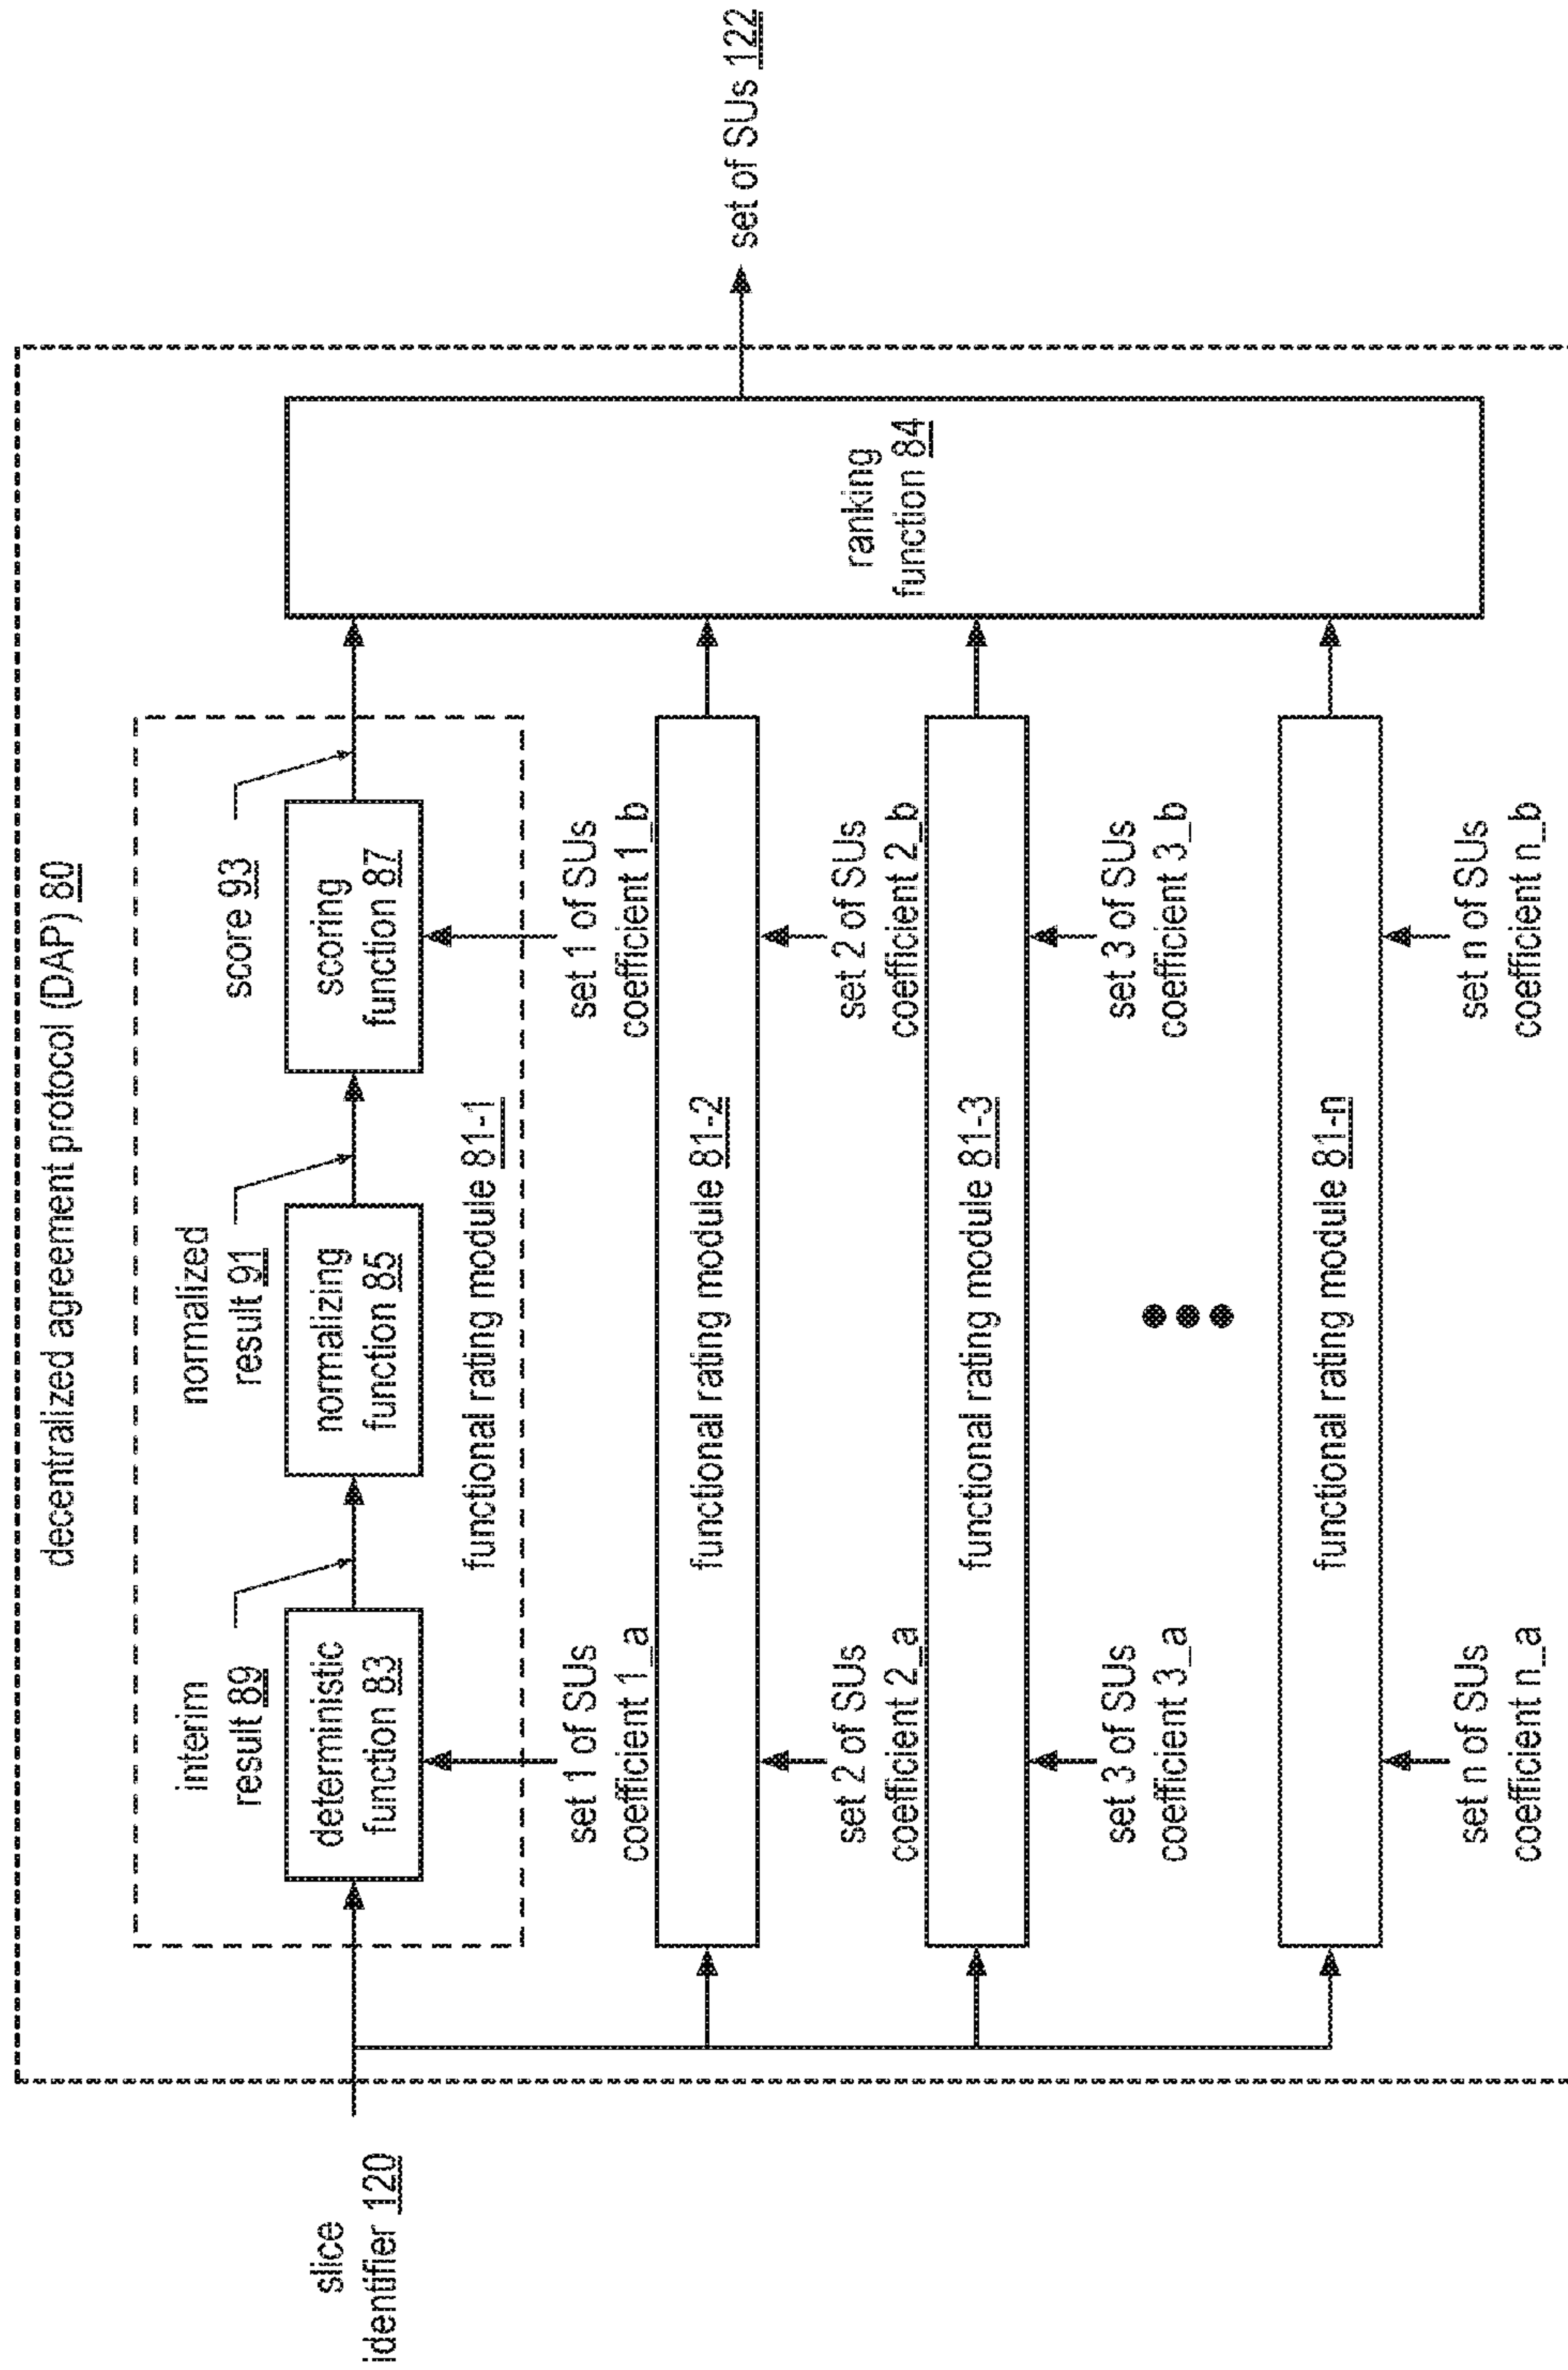 decentralized agreement protocol (DAP) 80
slice
identifier 120
interim
result 89
normalized
result 91
score 93
deterministic
function 83
normalizing
function 85
scoring
function 87
functional rating module 81-1
set 1 of SUs
coefficient 1_a
set 1 of SUs
coefficient 1_b
functional rating module 81-2
set 2 of SUs
coefficient 2_a
set 2 of SUs
coefficient 2_b
functional rating module 81-3
set 3 of SUs
coefficient 3_a
set 3 of SUs
coefficient 3_b
functional rating module 81-n
set n of SUs
coefficient n_a
set n of SUs
coefficient n_b
ranking
function 84
set of SUs 122